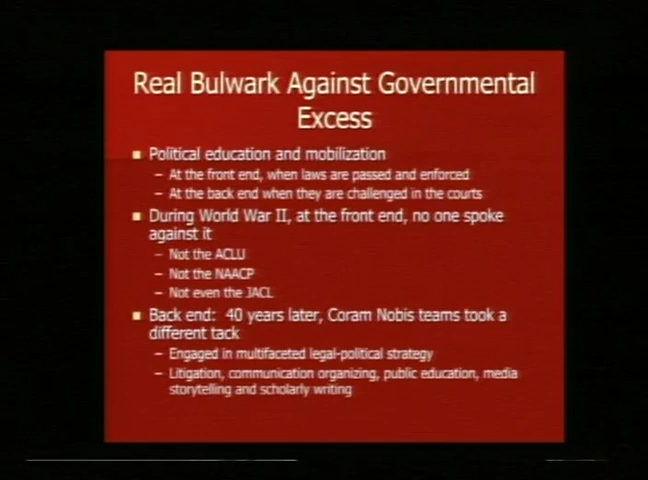 Real Bulwark Against Governmental
Excess
Political education and mobilization
– At the front end, when laws are passed and enforced
– At the back end when they are challenged in the courts
During World War II, at the front end, no one spoke
against it
– Not the ACLU
– Not the NAACP
– Not even the JACL
Back end: 40 years later, Coram Nobis teams took a
different tack
– Engaged in multifaceted legal-political strategy
– Litigation, communication organizing, public education, media
storytelling and scholarly writing